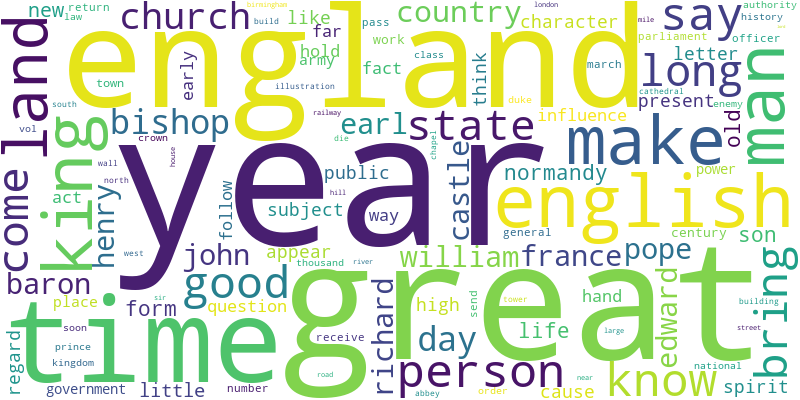 new
return
law
church
england
build
birmingham
like
far
hold
army
country
pass
work
mile
character
london
say
authority
history
parliament
officer
land
town
early
illustration
fact
class
think
march
letter
long
cathedral
enemy
man
king
south
vol
bishop
crown
railway
earl
state
duke
influence
present
old
make
year
die
chapel
wall
north
house
public
castle
normandy
power
come
henry
act
follow
hill
subject
way
english
general
century
son
west
john
appear
thousand
river
william
france
pope
baron
place
sir
good
great
tower
building
street
time
form
question
receive
richard
high
send
hand
day
life
large
edward
bring
regard
soon
prince
kingdom
government
little
number
road
person
abbey
order
cause
near
know
national
spirit